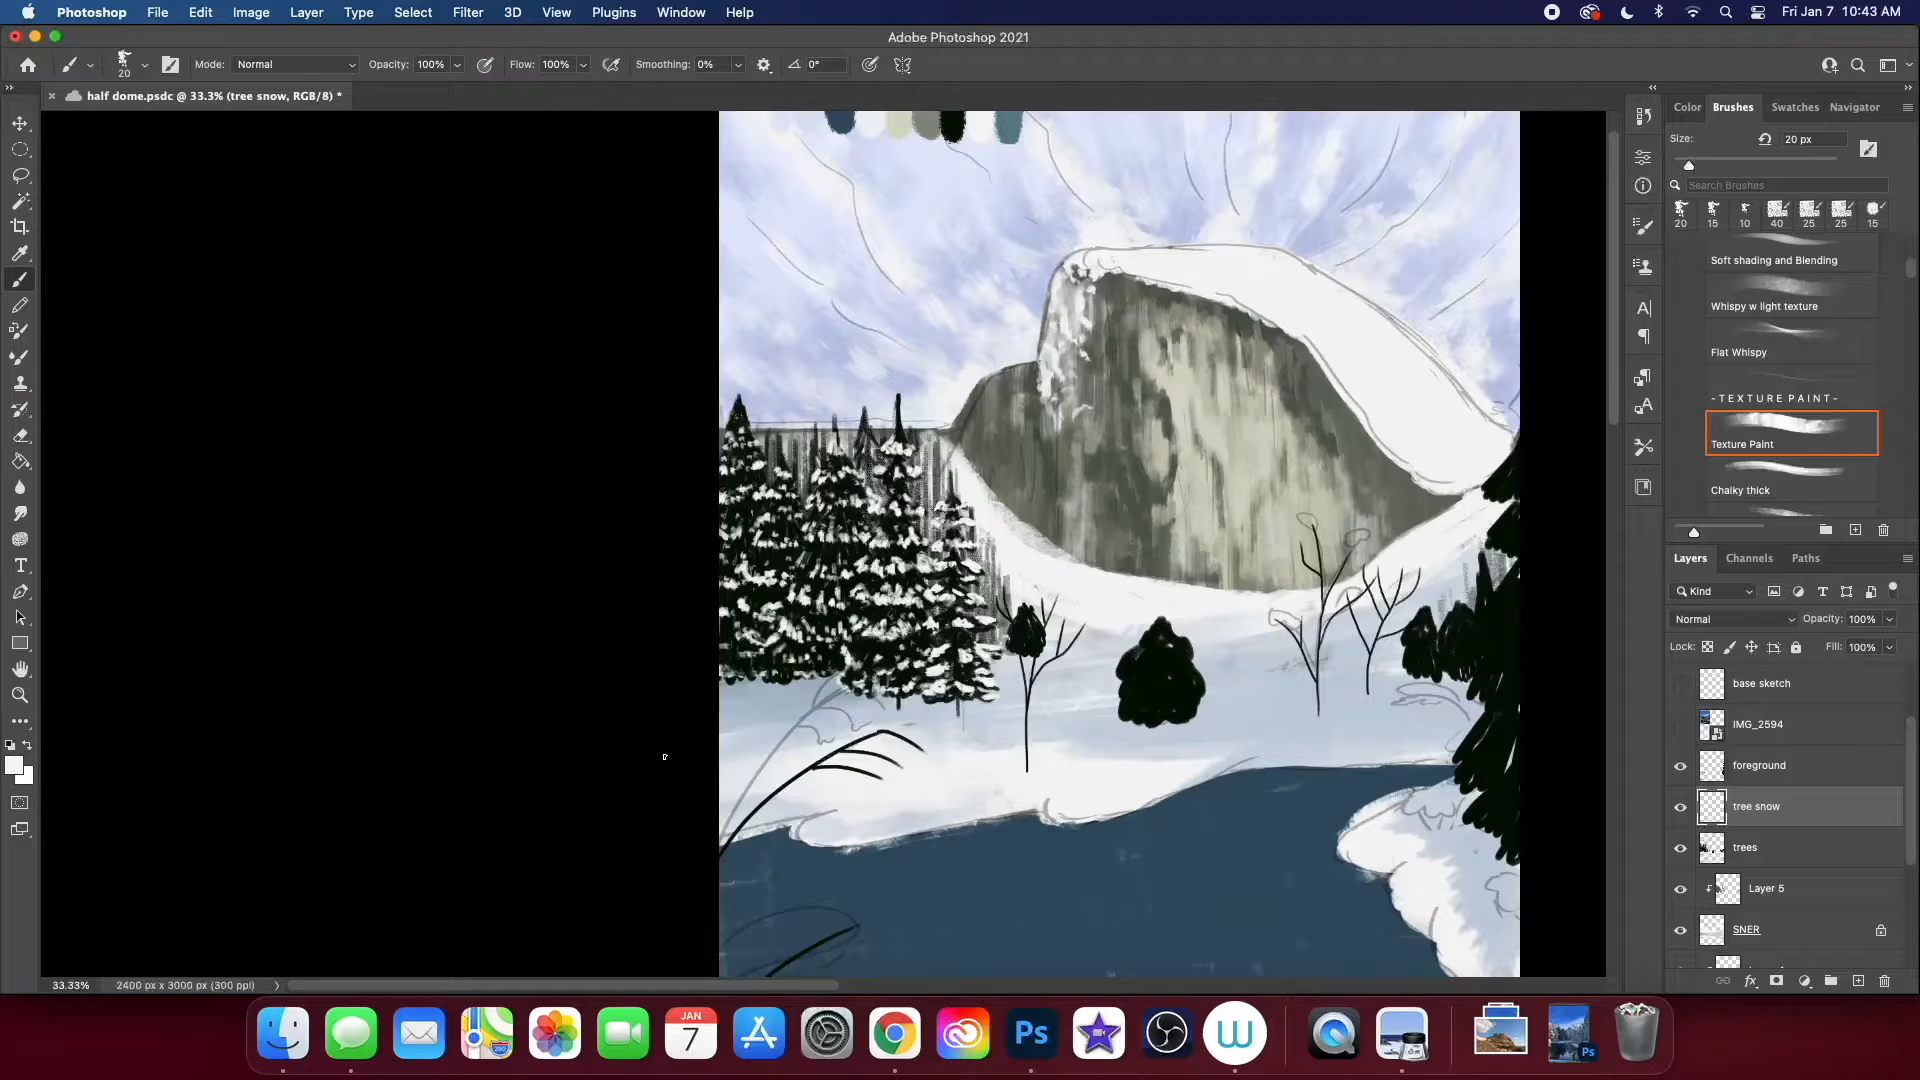 Photoshop File Edit Image Layer Type Select Filter 3D View Plugins Window Help Fri Jan 7 10:43 AM
Adobe Photoshop 2021
20 Mode: Normal Opacity: 100% Flow: 100% Smoothing: 0% 0°
half dome.psdc @ 33.3% (tree snow, RGB/8) *
Color Brushes Swatches Navigator
Size: 20 px
Search Brushes
20 15 10 40 25 25 15
Soft shading and Blending
Whispy w light texture
Flat Whispy
-TEXTURE PAINT-
Texture Paint
Chalky thick
Layers Channels Paths
Kind
Normal Opacity: 100%
Lock: Fill: 100%
base sketch
IMG_2594
foreground
tree snow
trees
Layer 5
SNER
33.33% 2400 px x 3000 px (300 ppi)
JAN
7
Ps
W
Ps